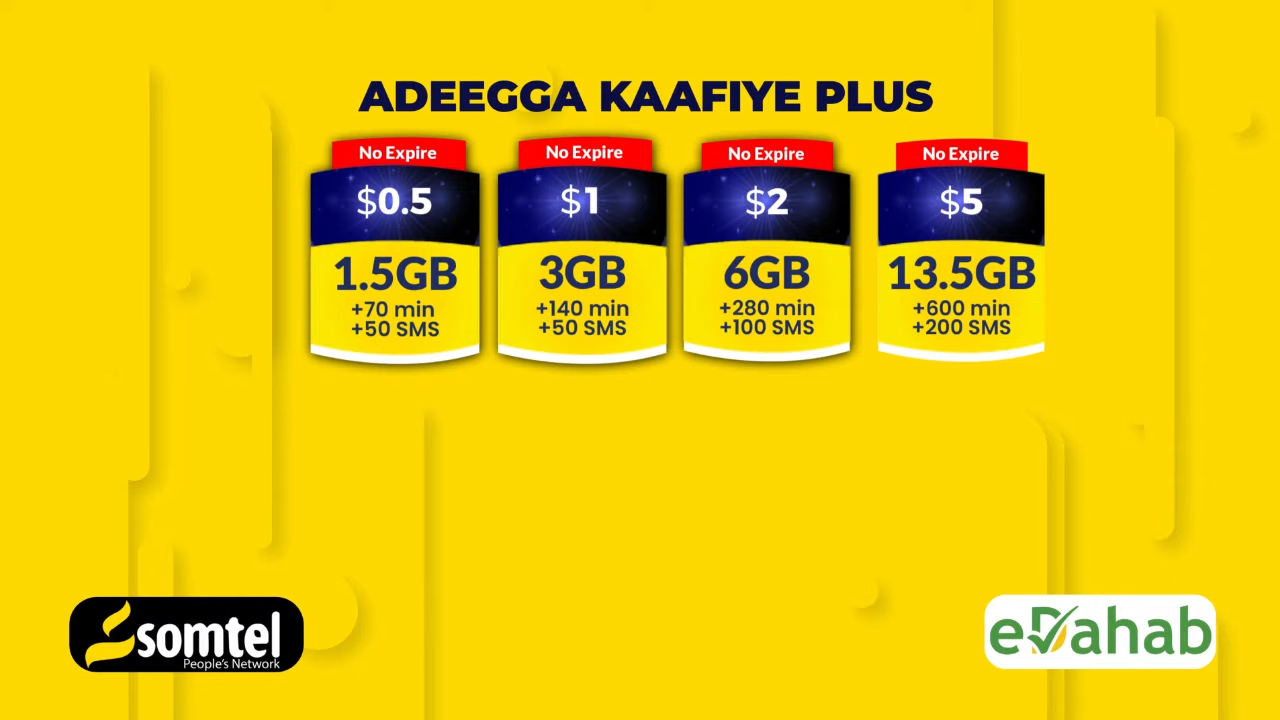 ADEEGGA KAAFIYE PLUS
No Expire
$0.5
1.5GB
+70 min
+50 SMS
No Expire
$1
3GB
+140 min
+50 SMS
No Expire
$2
6GB
+280 min
+100 SMS
No Expire
$5
13.5GB
+600 min
+200 SMS
somtel
People's Network
eDahab